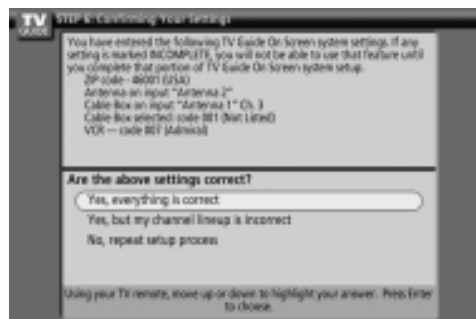 TV
GUIDE
STEP 6: Confirming Your Settings
You have entered the following TV Guide On Screen system settings. If any
setting is marked INCOMPLETE, you will not be able to use that feature until
you complete that portion of TV Guide On Screen system setup.
ZIP code - 46001 (USA)
Antenna on input "Antenna 2"
Cable Box on input "Antenna 1" Ch. 3
Cable Box selected: code 001 (Not Listed)
VCR — code 007 (Admiral)
Are the above settings correct?
Yes, everything is correct
Yes, but my channel lineup is incorrect
No, repeat setup process
Using your TV remote, move up or down to highlight your answer. Press Enter
to choose.